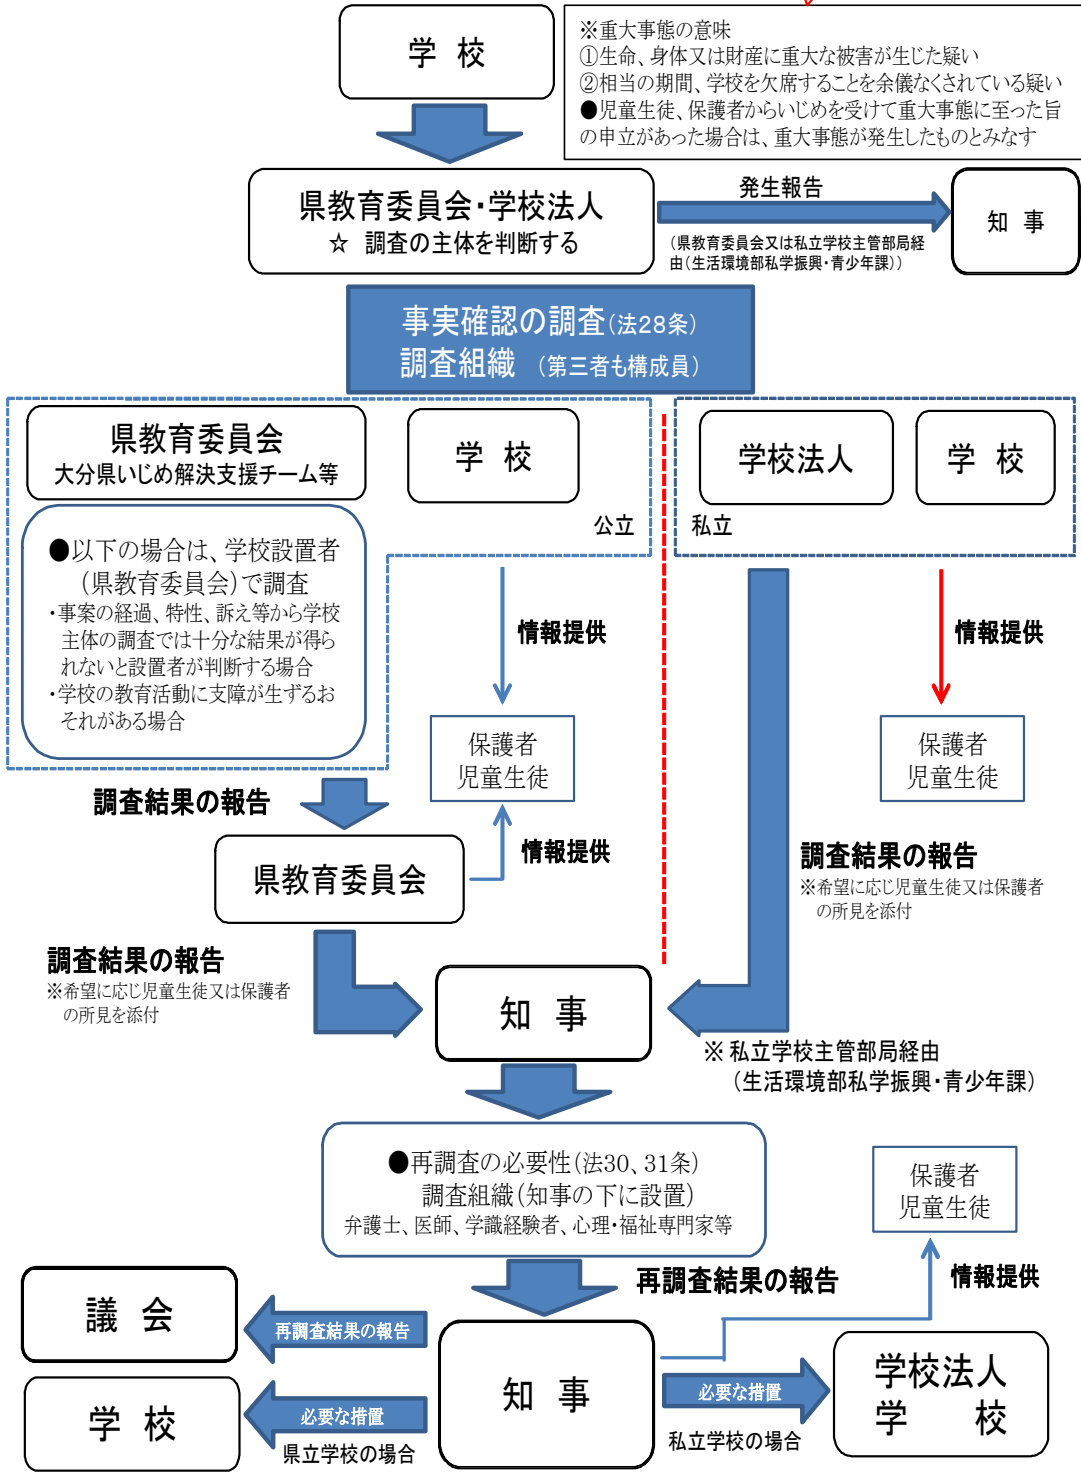 学 校
※重大事態の意味
①生命、身体又は財産に重大な被害が生じた疑い
②相当の期間、学校を欠席することを余儀なくされている疑い
●児童生徒、保護者からいじめを受けて重大事態に至った旨
の申立があった場合は、重大事態が発生したものとみなす
県教育委員会・学校法人
☆ 調査の主体を判断する
発生報告
(県教育委員会又は私立学校主管部局経
由(生活環境部私学振興・青少年課))
知 事
事実確認の調査(法28条)
調査組織 (第三者も構成員)
県教育委員会
大分県いじめ解決支援チーム等
学 校
公立
●以下の場合は、学校設置者
(県教育委員会)で調査
・事案の経過、特性、訴え等から学校
主体の調査では十分な結果が得ら
れないと設置者が判断する場合
・学校の教育活動に支障が生ずるお
それがある場合
学校法人
学 校
私立
情報提供
情報提供
保護者
児童生徒
保護者
児童生徒
調査結果の報告
県教育委員会
情報提供
調査結果の報告
※希望に応じ児童生徒又は保護者
の所見を添付
調査結果の報告
※希望に応じ児童生徒又は保護者
の所見を添付
知 事
※ 私立学校主管部局経由
(生活環境部私学振興・青少年課)
●再調査の必要性(法30、31条)
調査組織(知事の下に設置)
弁護士、医師、学識経験者、心理・福祉専門家等
保護者
児童生徒
再調査結果の報告
情報提供
議 会
再調査結果の報告
知 事
学 校
必要な措置
県立学校の場合
必要な措置
私立学校の場合
学校法人
学 校